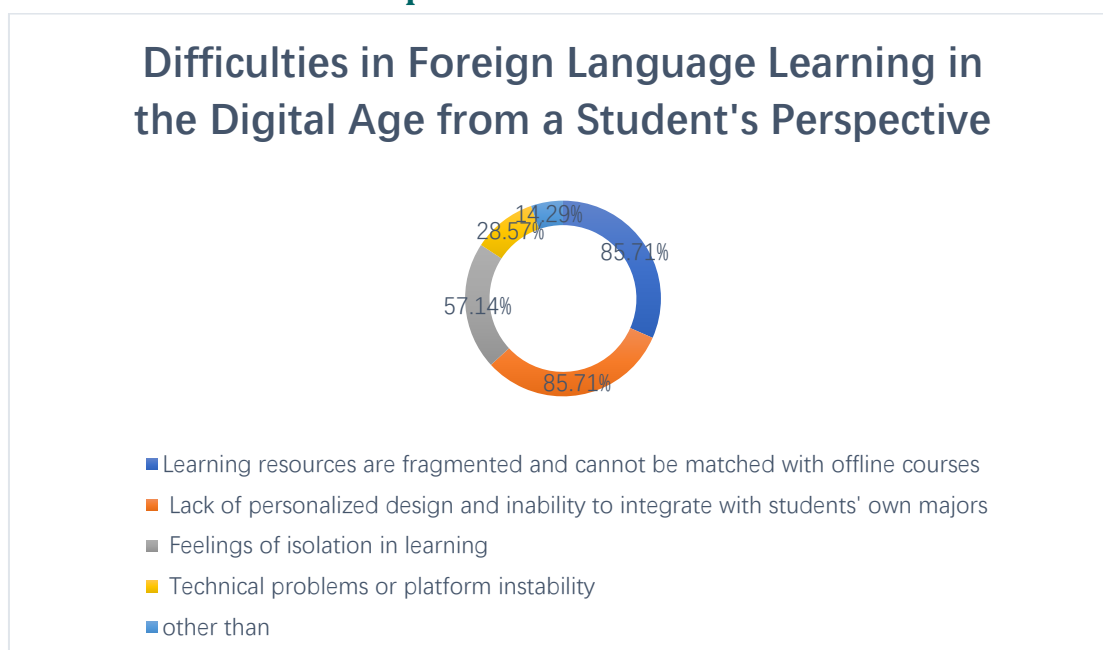 Difficulties in Foreign Language Learning in
the Digital Age from a Student's Perspective
14.29%
28.57%
85.71%
57.14%
85.71%
Learning resources are fragmented and cannot be matched with offline courses
Lack of personalized design and inability to integrate with students' own majors
Feelings of isolation in learning
Technical problems or platform instability
other than